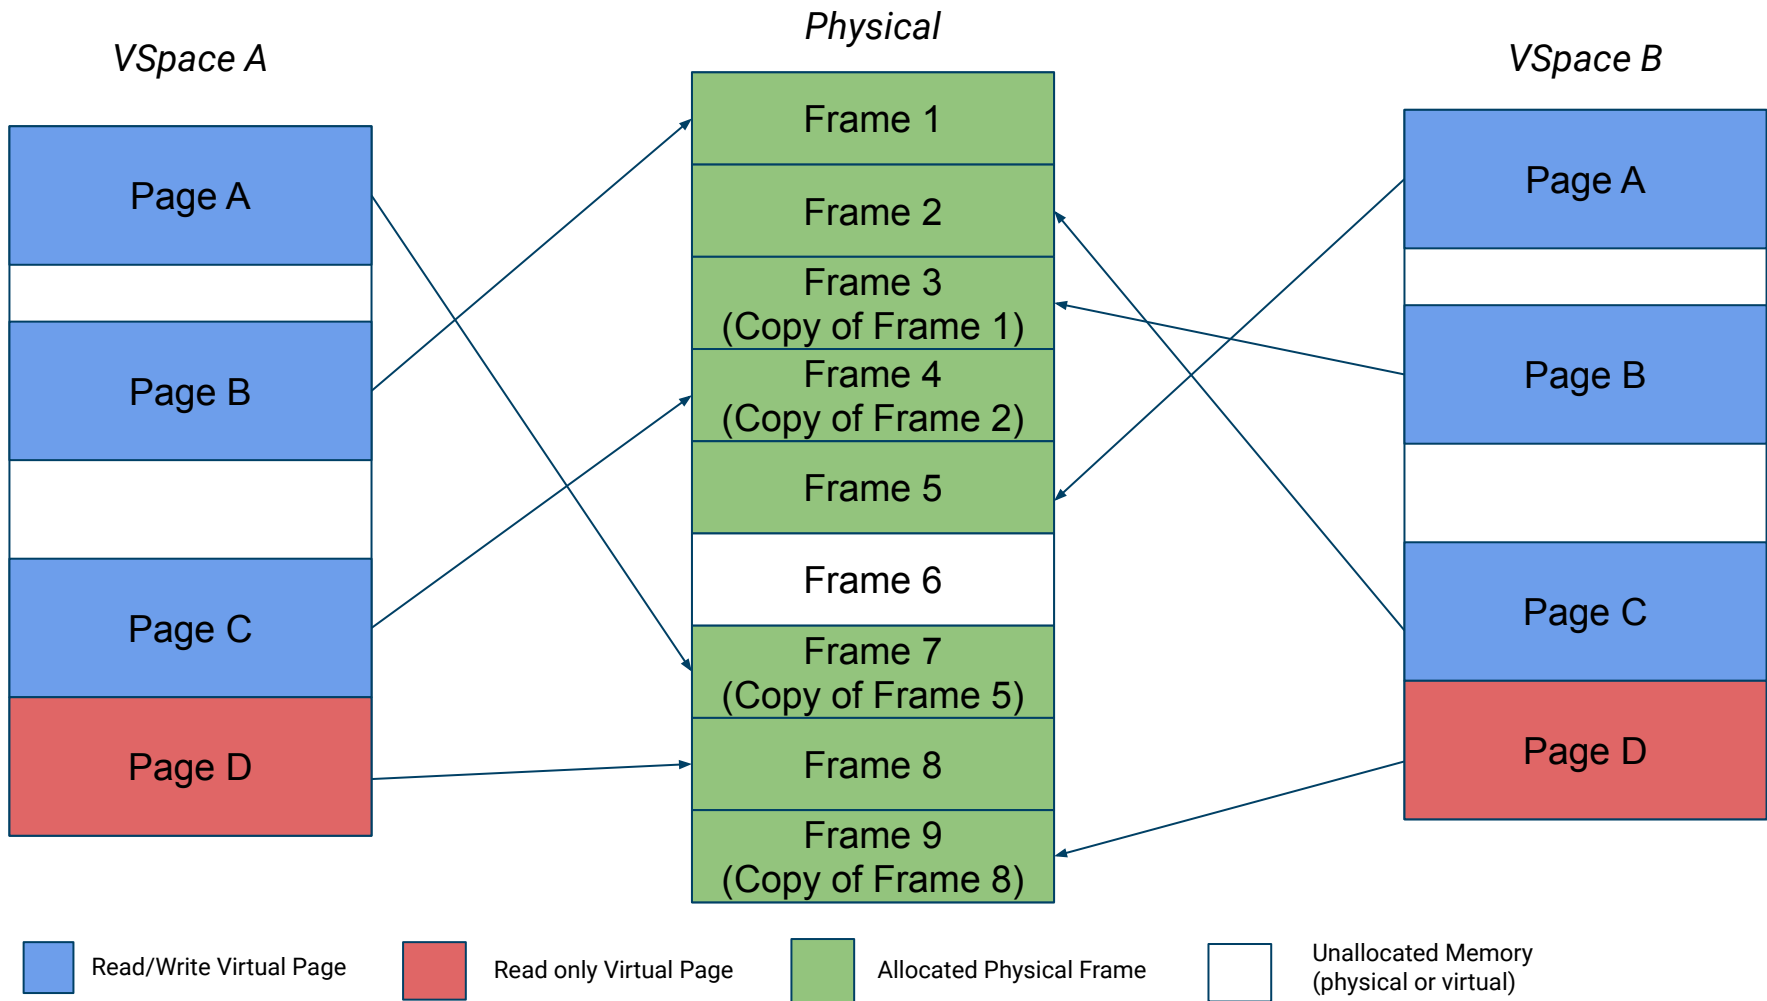 VSpace A
Physical
VSpace B
Page A
Page B
Page C
Page D
Frame 1
Frame 2
Frame 3
(Copy of Frame 1)
Frame 4
(Copy of Frame 2)
Frame 5
Frame 6
Frame 7
(Copy of Frame 5)
Frame 8
Frame 9
(Copy of Frame 8)
Page A
Page B
Page C
Page D
Read/Write Virtual Page
Read only Virtual Page
Allocated Physical Frame
Unallocated Memory
(physical or virtual)